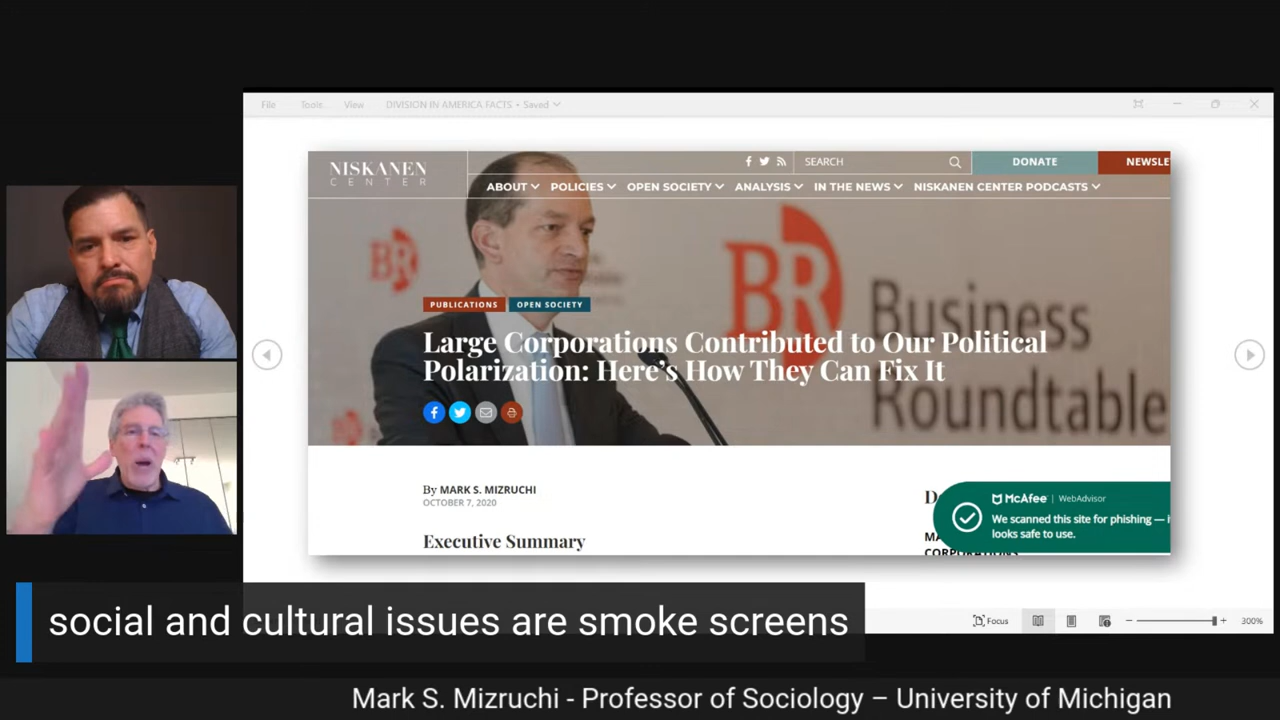 File Tools View DIVISION IN AMERICA FACTS • Saved
NISKANEN
CENTER
SEARCH
DONATE
NEWSLE
ABOUT POLICIES OPEN SOCIETY ANALYSIS IN THE NEWS NISKANEN CENTER PODCASTS
BR
BR
Business
Roundtable
PUBLICATIONS OPEN SOCIETY
Large Corporations Contributed to Our Political
Polarization: Here's How They Can Fix It
By MARK S. MIZRUCHI
OCTOBER 7, 2020
Executive Summary
McAfee | WebAdvisor
We scanned this site for phishing —
looks safe to use.
CORPORATIONS
social and cultural issues are smoke screens
Focus
300%
Mark S. Mizruchi - Professor of Sociology – University of Michigan